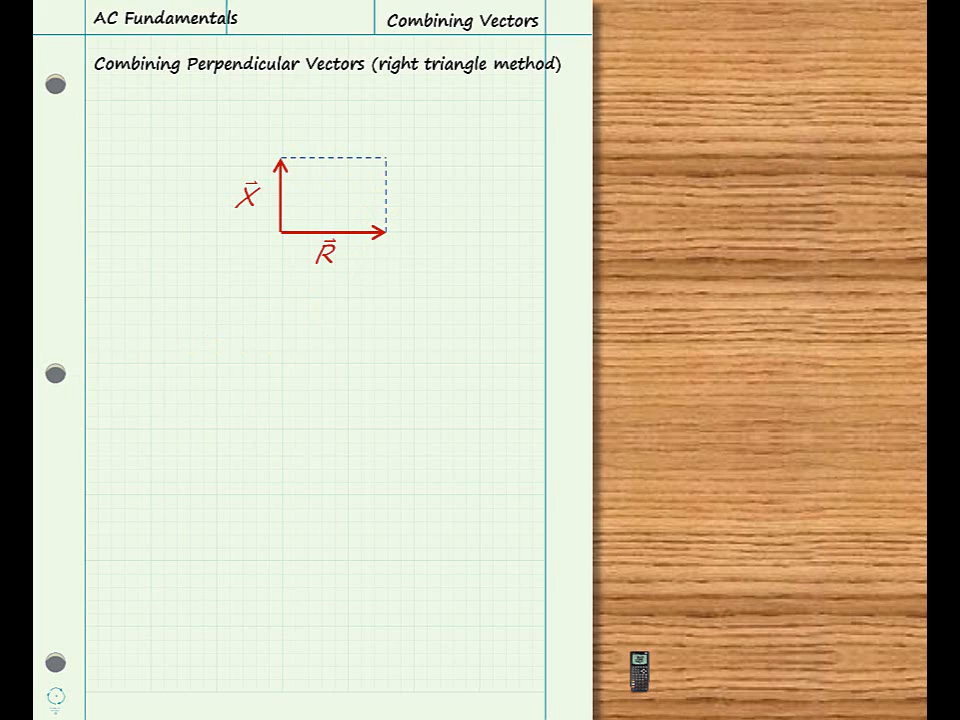 AC Fundamentals
Combining Vectors
Combining Perpendicular Vectors (right triangle method)
X⃗
R⃗